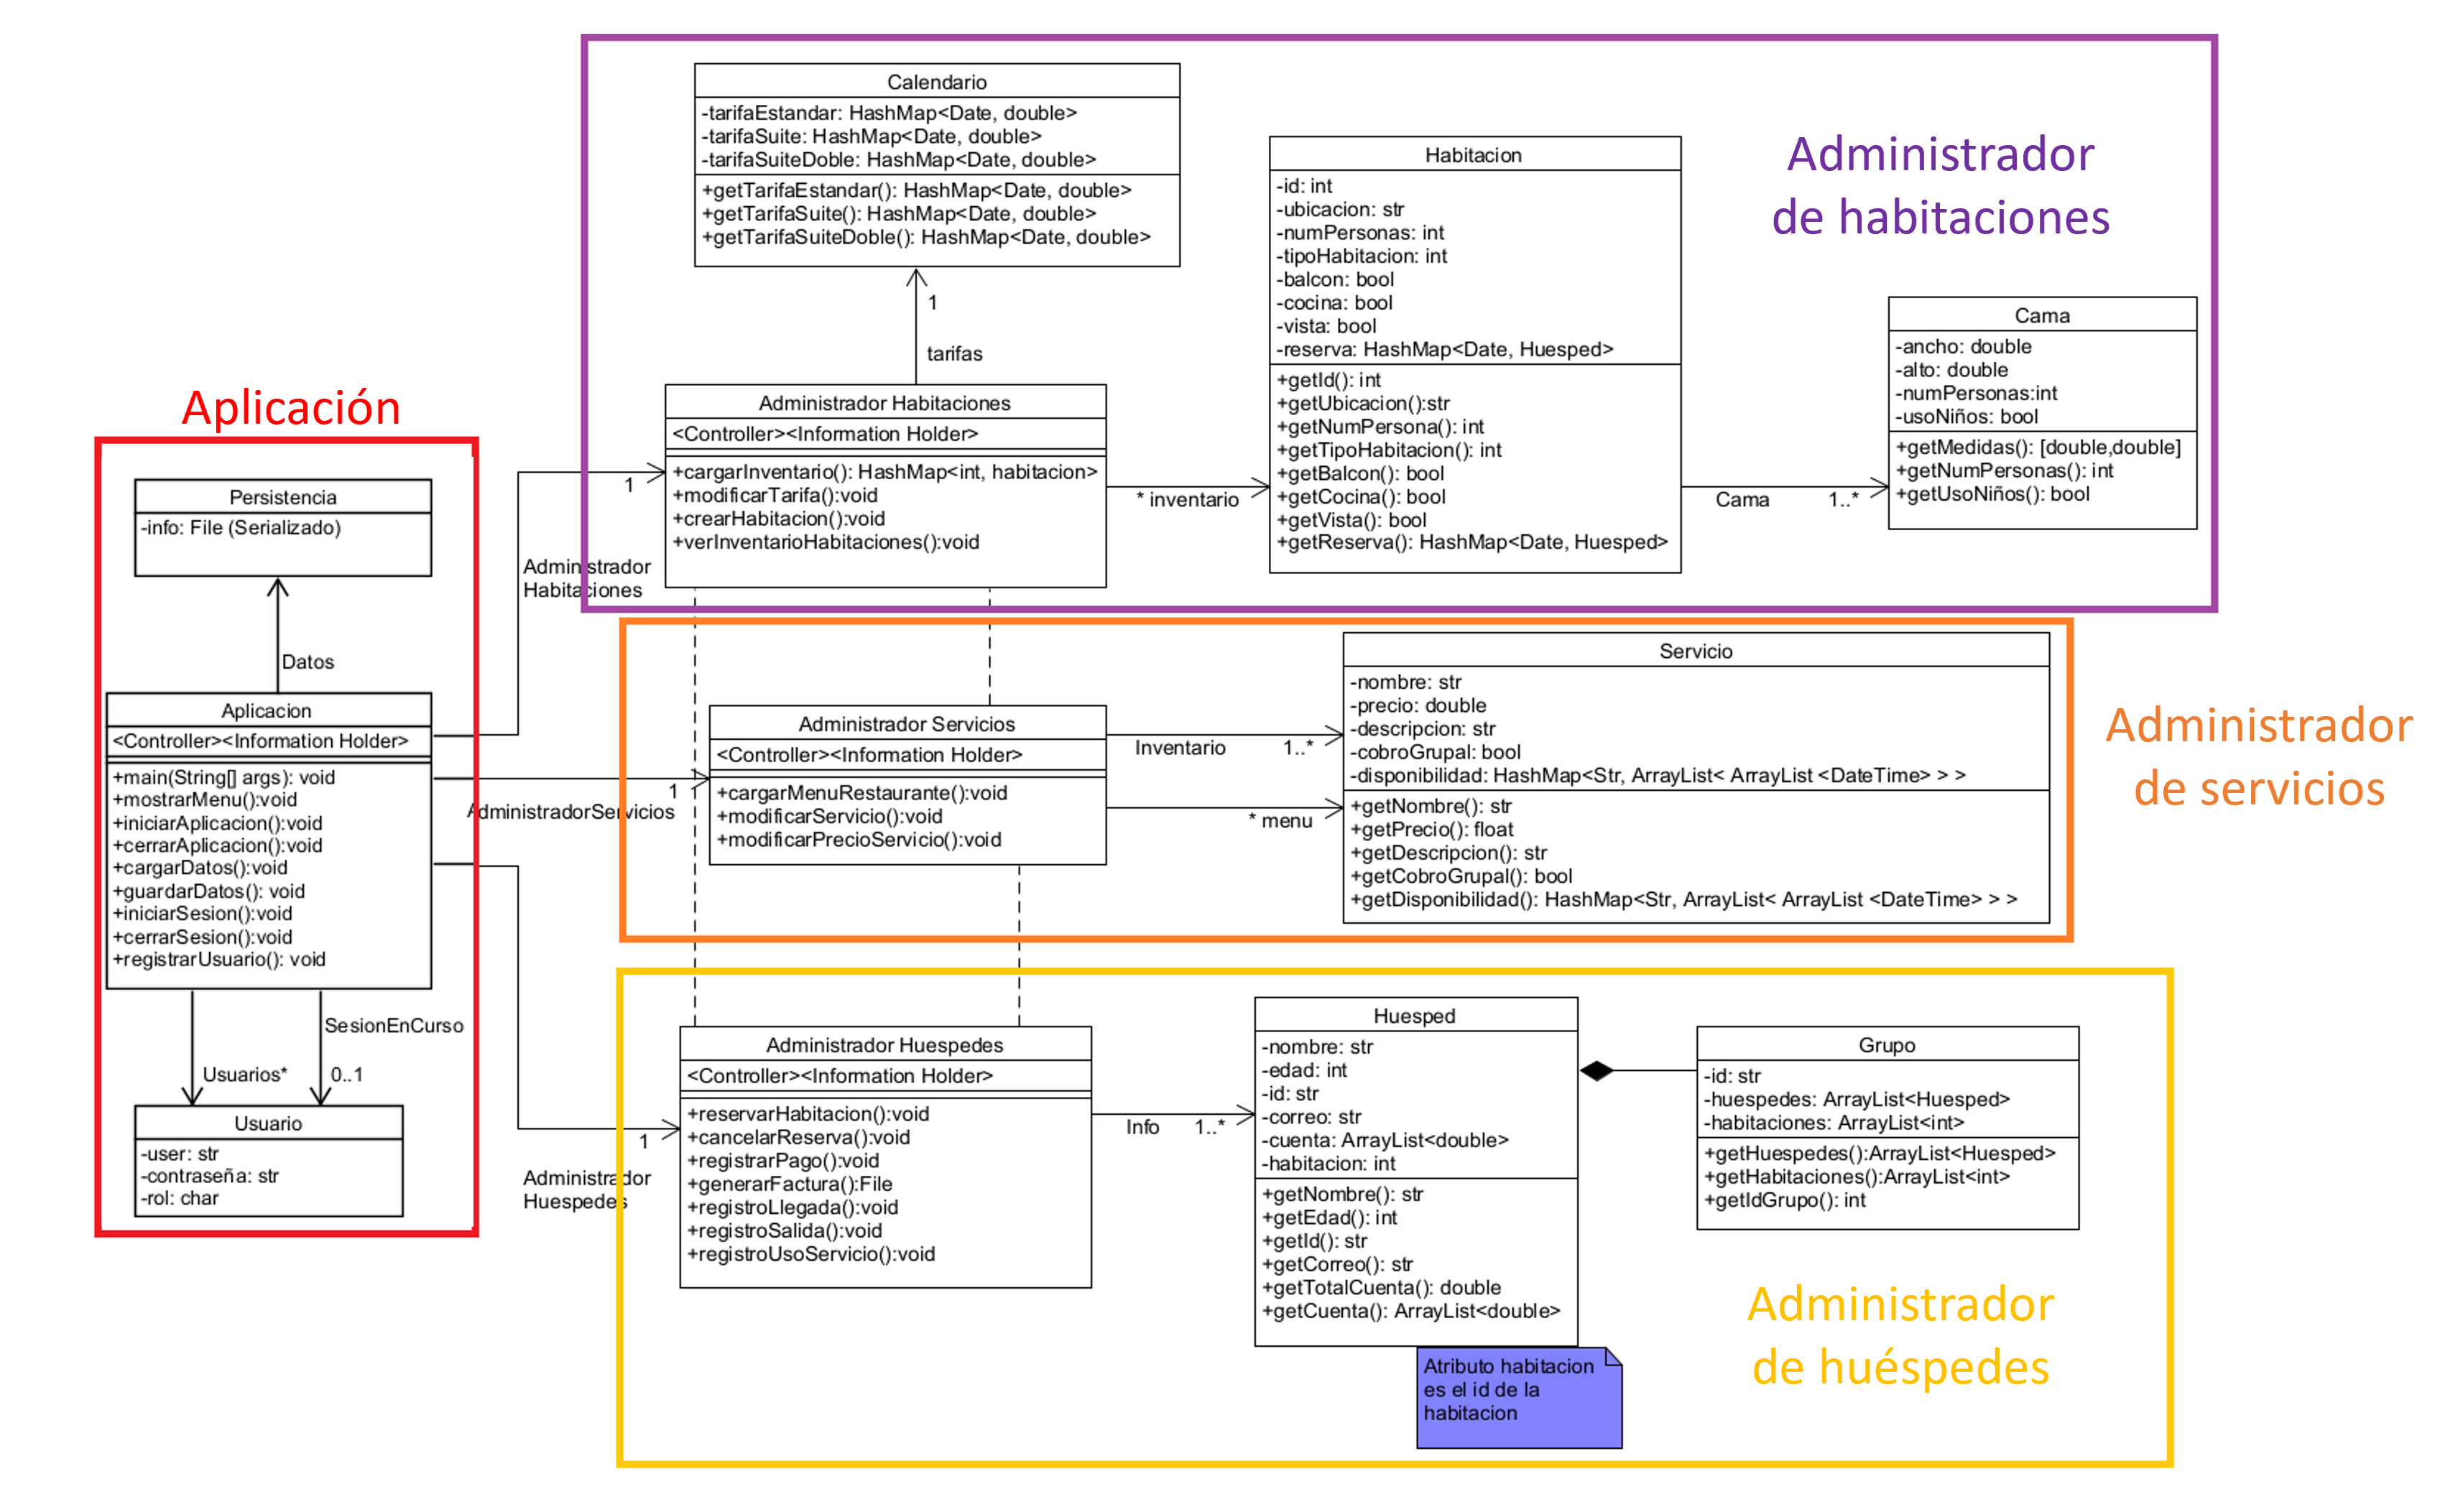 Aplicación
Persistencia
-info: File (Serializado)
Datos
Aplicacion
<Controller><Information Holder>
+main(String[] args): void
+mostrarMenu():void
+iniciarAplicacion():void
+cerrarAplicacion():void
+cargarDatos():void
+guardarDatos(): void
+iniciarSesion():void
+cerrarSesion():void
+registrarUsuario(): void
SesionEnCurso
Usuarios*
0..1
Usuario
-user: str
-contraseña: str
-rol: char
1
Administrador
Habitaciones
1
AdministradorServicios
1
Administrador
Huespedes
Administrador
de habitaciones
Calendario
-tarifaEstandar: HashMap<Date, double>
-tarifaSuite: HashMap<Date, double>
-tarifaSuiteDoble: HashMap<Date, double>
+getTarifaEstandar(): HashMap<Date, double>
+getTarifaSuite(): HashMap<Date, double>
+getTarifaSuiteDoble(): HashMap<Date, double>
1
tarifas
Administrador Habitaciones
<Controller><Information Holder>
+cargarInventario(): HashMap<int, habitacion>
+modificarTarifa():void
+crearHabitacion():void
+verInventarioHabitaciones():void
* inventario
Habitacion
-id: int
-ubicacion: str
-numPersonas: int
-tipoHabitacion: int
-balcon: bool
-cocina: bool
-vista: bool
-reserva: HashMap<Date, Huesped>
+getId(): int
+getUbicacion():str
+getNumPersona(): int
+getTipoHabitacion(): int
+getBalcon(): bool
+getCocina(): bool
+getVista(): bool
+getReserva(): HashMap<Date, Huesped>
Cama
1..*
Cama
-ancho: double
-alto: double
-numPersonas:int
-usoNiños: bool
+getMedidas(): [double,double]
+getNumPersonas(): int
+getUsoNiños(): bool
Administrador
de servicios
Administrador Servicios
<Controller><Information Holder>
+cargarMenuRestaurante():void
+modificarServicio():void
+modificarPrecioServicio():void
Inventario
1..*
* menu
Servicio
-nombre: str
-precio: double
-descripcion: str
-cobroGrupal: bool
-disponibilidad: HashMap<Str, ArrayList< ArrayList <DateTime> > >
+getNombre(): str
+getPrecio(): float
+getDescripcion(): str
+getCobroGrupal(): bool
+getDisponibilidad(): HashMap<Str, ArrayList< ArrayList <DateTime> > >
Administrador Huespedes
<Controller><Information Holder>
+reservarHabitacion():void
+cancelarReserva():void
+registrarPago():void
+generarFactura():File
+registroLlegada():void
+registroSalida():void
+registroUsoServicio():void
Info
1..*
Huesped
-nombre: str
-edad: int
-id: str
-correo: str
-cuenta: ArrayList<double>
-habitacion: int
+getNombre(): str
+getEdad(): int
+getId(): str
+getCorreo(): str
+getTotalCuenta(): double
+getCuenta(): ArrayList<double>
Atributo habitacion
es el id de la
habitacion
Grupo
-id: str
-huespedes: ArrayList<Huesped>
-habitaciones: ArrayList<int>
+getHuespedes():ArrayList<Huesped>
+getHabitaciones():ArrayList<int>
+getIdGrupo(): int
Administrador
de huéspedes